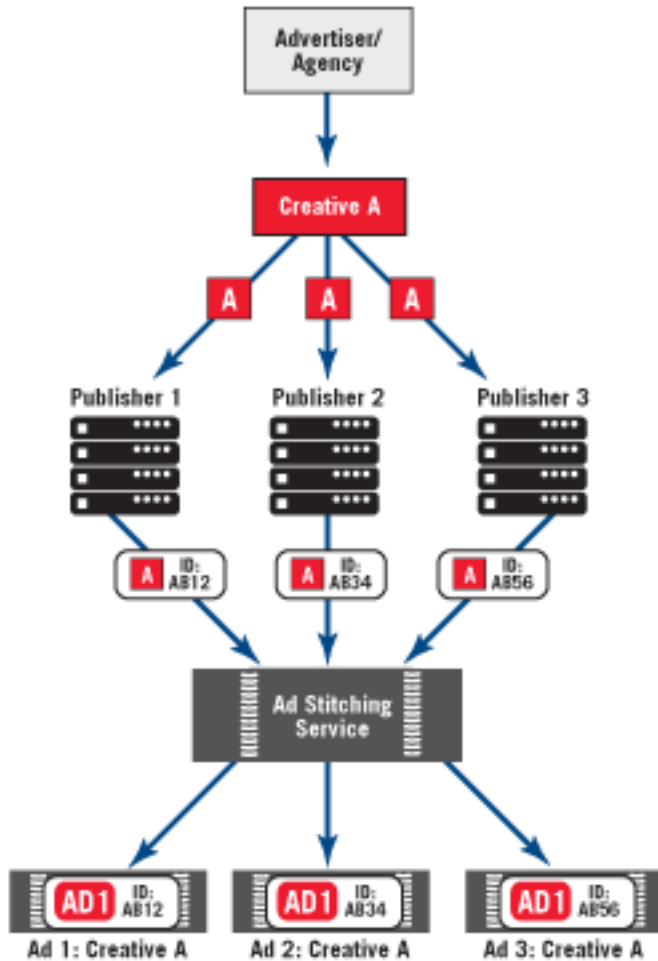 Advertiser/
Agency
Creative A
A
A
A
Publisher 1
Publisher 2
Publisher 3
A ID: AB12
A ID: AB34
A ID: AB56
Ad Stitching
Service
AD1 ID: AB12
AD1 ID: AB34
AD1 ID: AB56
Ad 1: Creative A
Ad 2: Creative A
Ad 3: Creative A